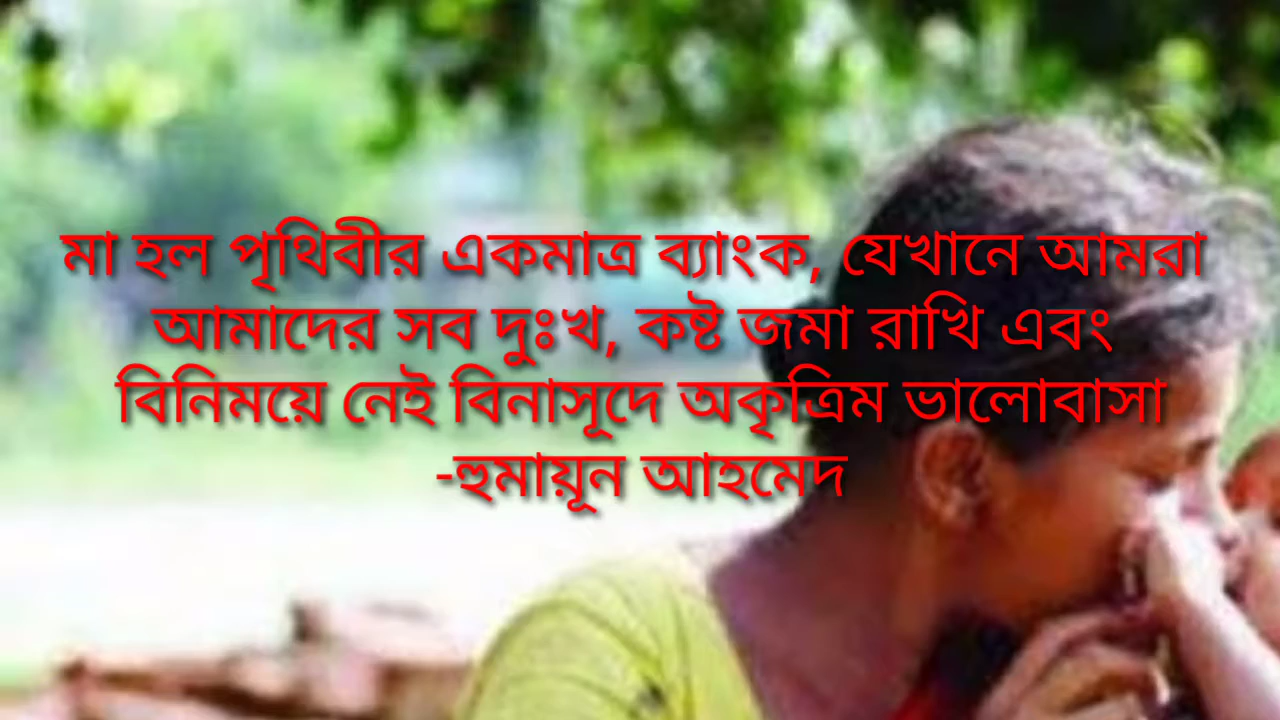 মা হল পৃথিবীর একমাত্র ব্যাংক, যেখানে আমরা
আমাদের সব দুঃখ, কষ্ট জমা রাখি এবং
বিনিময়ে নেই বিনাসূদে অকৃত্রিম ভালোবাসা
-হুমায়ূন আহমেদ